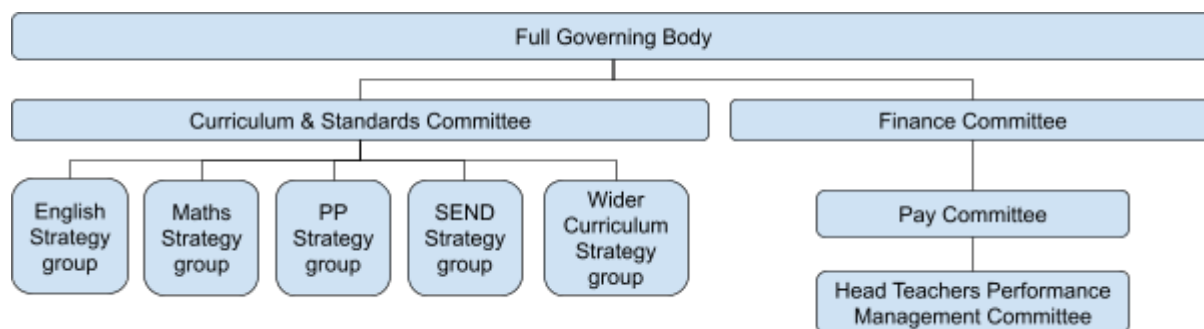 Full Governing Body
Curriculum & Standards Committee
Finance Committee
English
Strategy
group
Maths
Strategy
group
PP
Strategy
group
SEND
Strategy
group
Wider
Curriculum
Strategy
group
Pay Committee
Head Teachers Performance
Management Committee